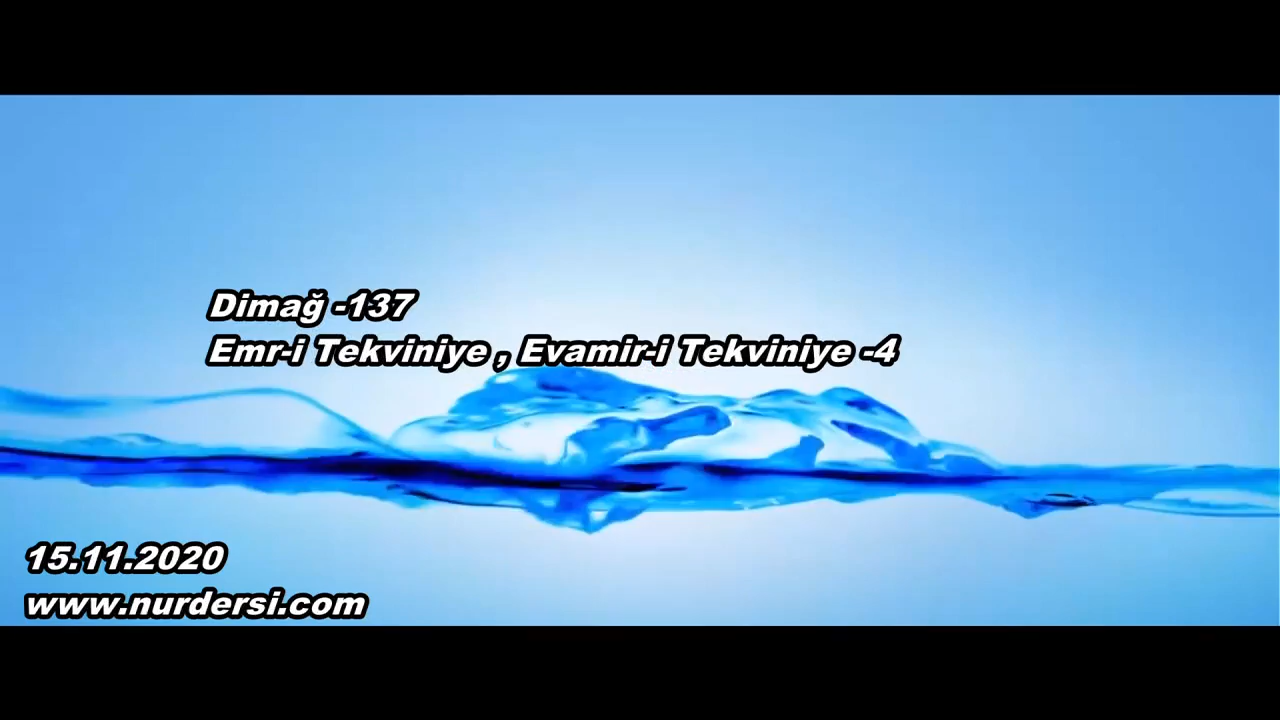 Dimağ -137
Emr-i Tekviniye , Evamir-i Tekviniye -4
15.11.2020
www.nurdersi.com